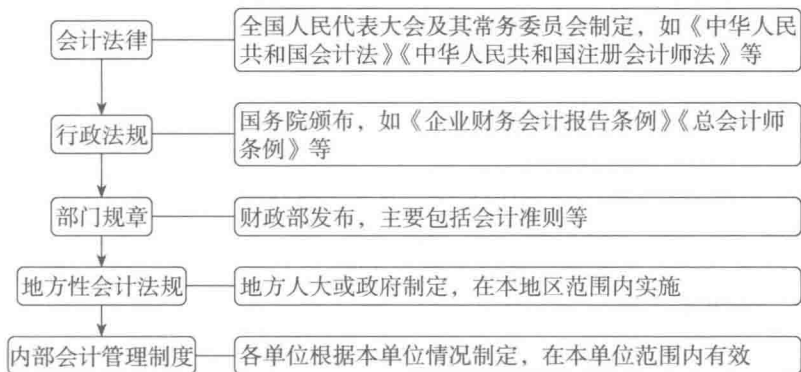 会计法律
全国人民代表大会及其常务委员会制定，如《中华人民
共和国会计法》《中华人民共和国注册会计师法》等
行政法规
国务院颁布，如《企业财务会计报告条例》《总会计师
条例》等
部门规章
财政部发布，主要包括会计准则等
地方性会计法规
地方人大或政府制定，在本地区范围内实施
内部会计管理制度
各单位根据本单位情况制定，在本单位范围内有效